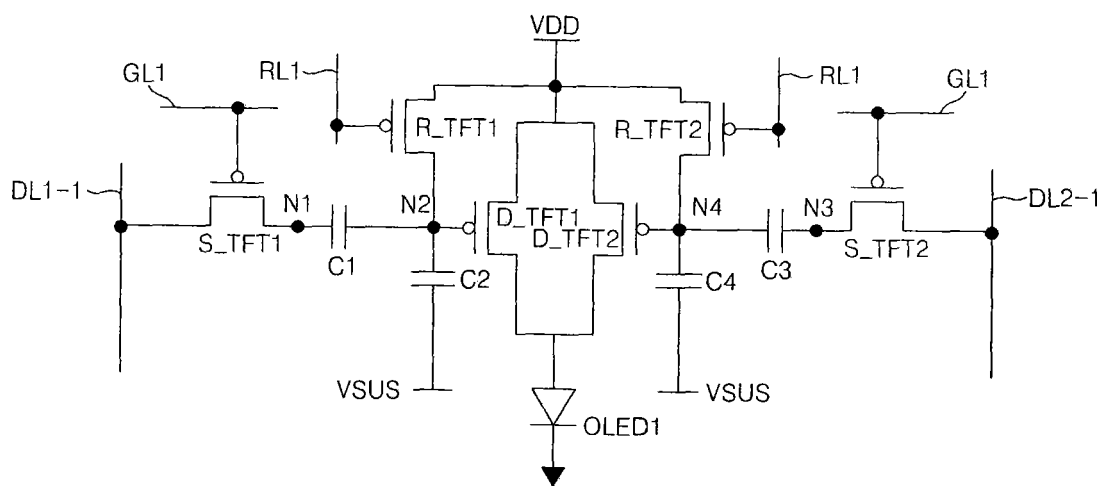 VDD
GL1
RL1
RL1
GL1
R_TFT1
R_TFT2
DL1-1
DL2-1
N1
N2
N4
N3
D_TFT1
D_TFT2
S_TFT1
S_TFT2
C1
C2
C4
C3
VSUS
VSUS
OLED1